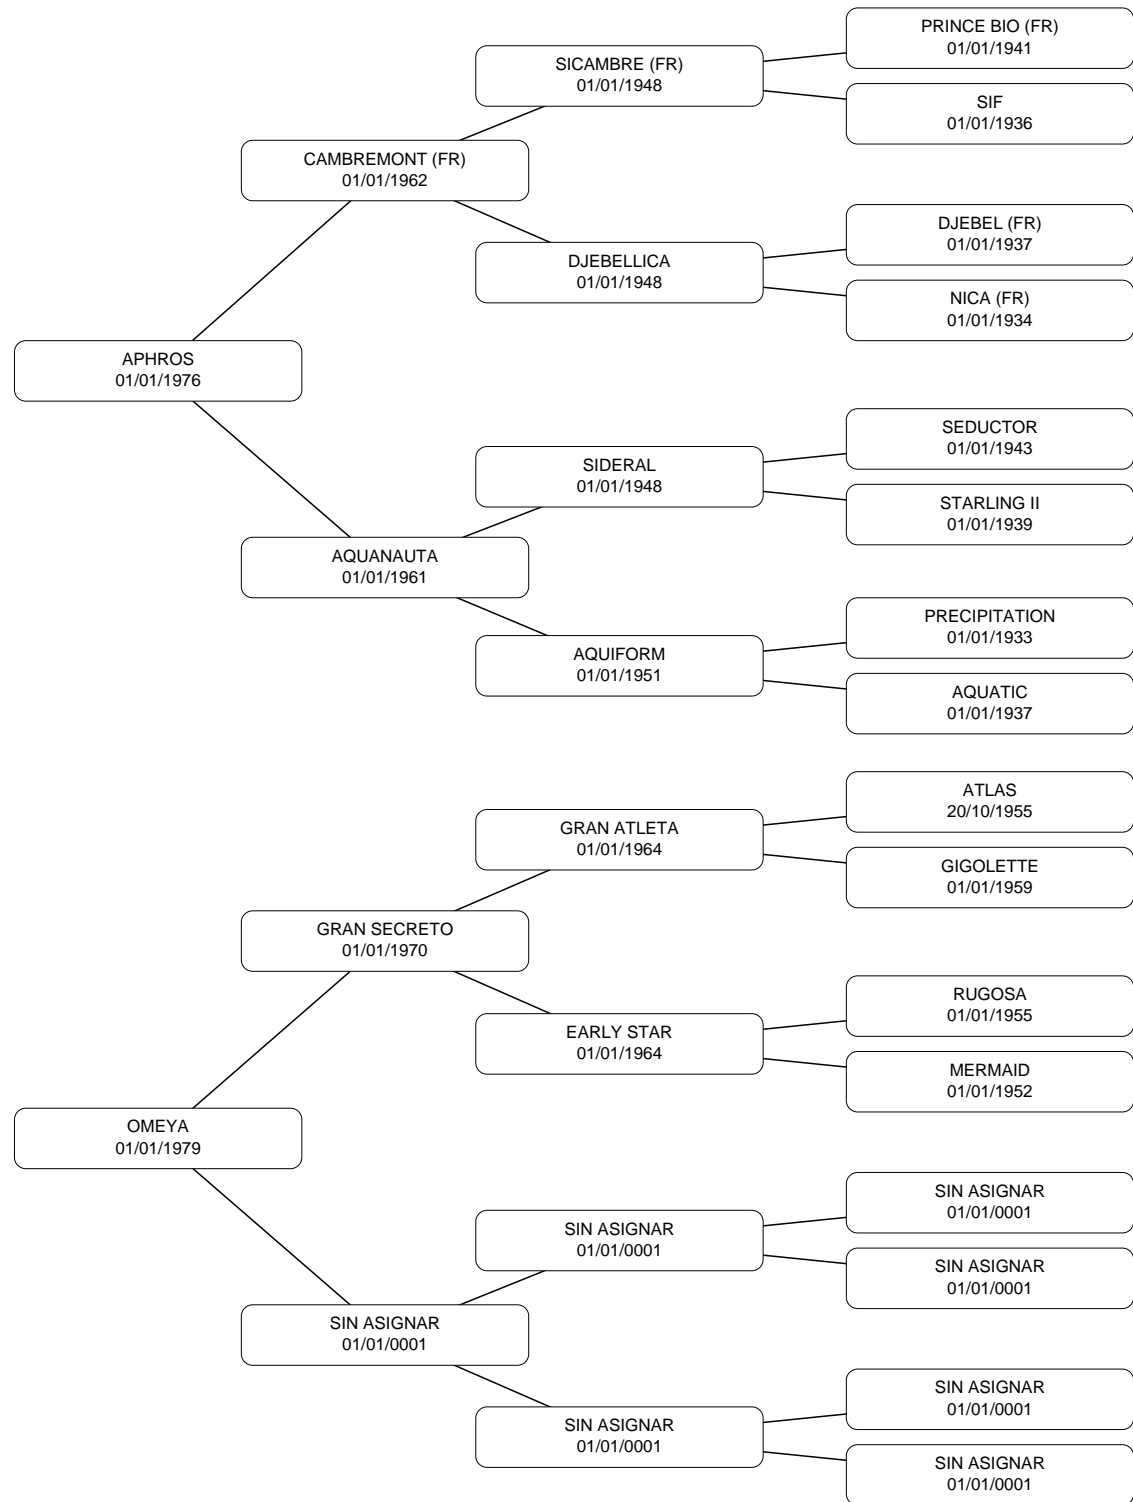 PRINCE BIO (FR)
01/01/1941
SICAMBRE (FR)
01/01/1948
SIF
01/01/1936
CAMBREMONT (FR)
01/01/1962
DJEBEL (FR)
01/01/1937
DJEBELLICA
01/01/1948
NICA (FR)
01/01/1934
APHROS
01/01/1976
SEDUCTOR
01/01/1943
SIDERAL
01/01/1948
STARLING II
01/01/1939
AQUANAUTA
01/01/1961
PRECIPITATION
01/01/1933
AQUIFORM
01/01/1951
AQUATIC
01/01/1937
ATLAS
20/10/1955
GRAN ATLETA
01/01/1964
GIGOLETTE
01/01/1959
GRAN SECRETO
01/01/1970
RUGOSA
01/01/1955
EARLY STAR
01/01/1964
MERMAID
01/01/1952
OMEYA
01/01/1979
SIN ASIGNAR
01/01/0001
SIN ASIGNAR
01/01/0001
SIN ASIGNAR
01/01/0001
SIN ASIGNAR
01/01/0001
SIN ASIGNAR
01/01/0001
SIN ASIGNAR
01/01/0001
SIN ASIGNAR
01/01/0001